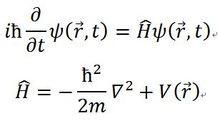 iħ ∂/∂t ψ(r⃗, t) = Ĥψ(r⃗, t)
Ĥ = −ħ²/2m ∇² + V(r⃗)